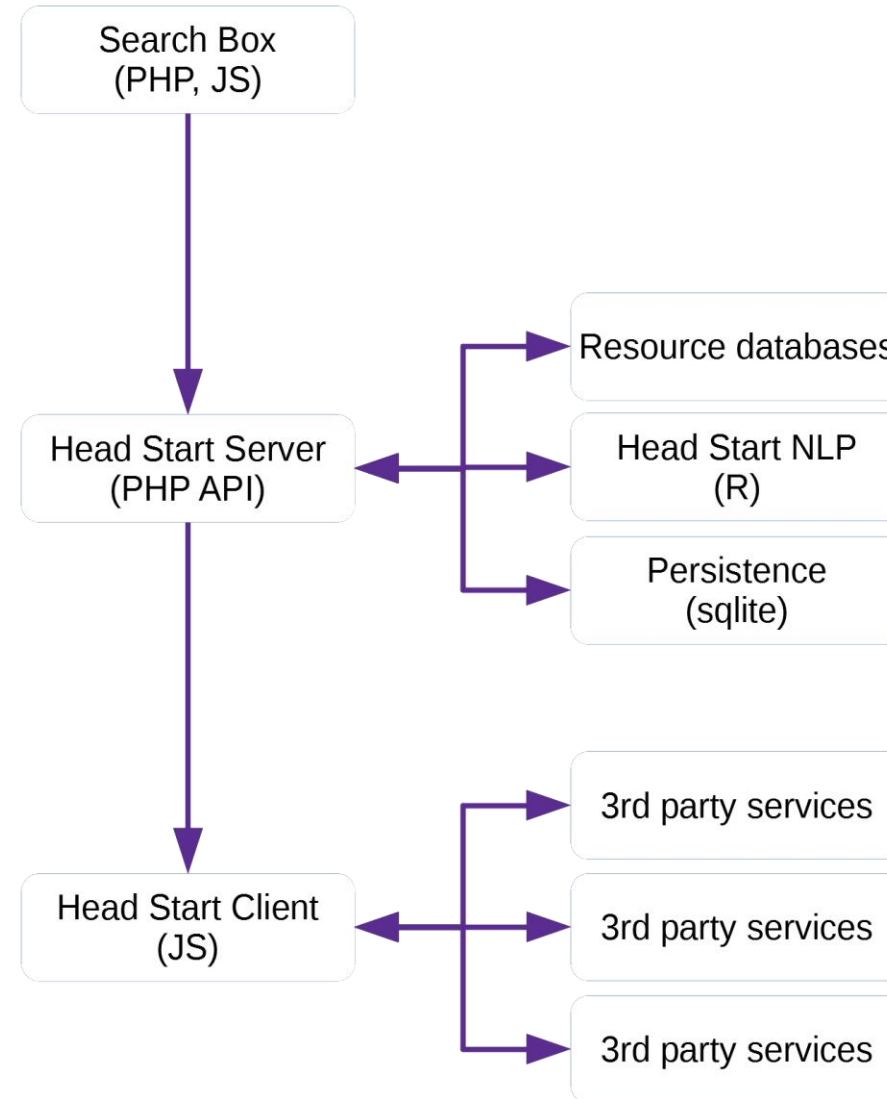 Search Box
(PHP, JS)
Resource databases
Head Start Server
(PHP API)
Head Start NLP
(R)
Persistence
(sqlite)
3rd party services
Head Start Client
(JS)
3rd party services
3rd party services